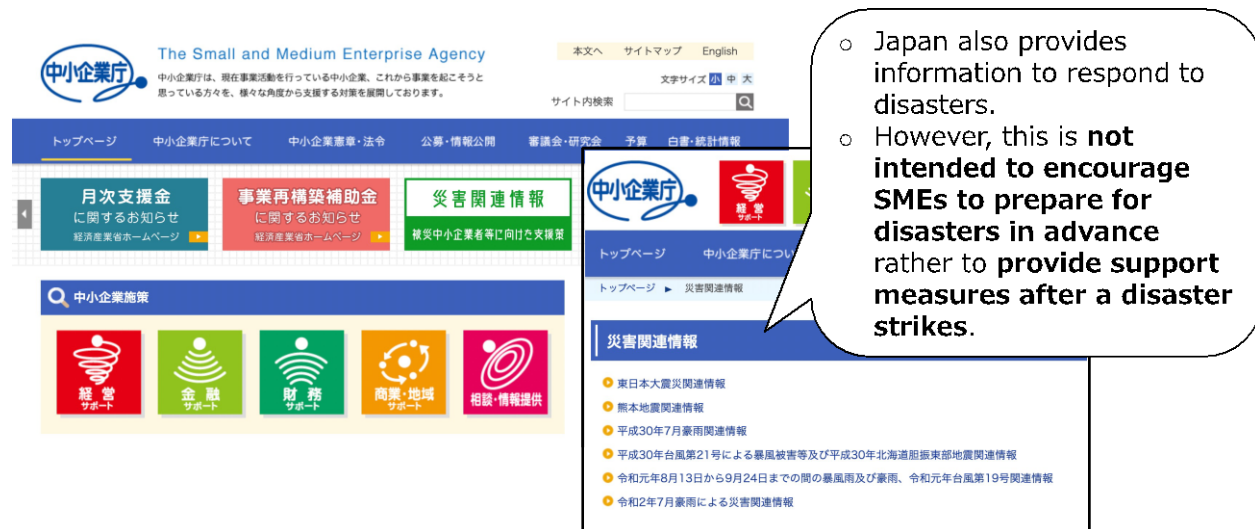 中小企業庁
The Small and Medium Enterprise Agency
中小企業庁は、現在事業活動を行っている中小企業、これから事業を起こそうと
思っている方々を、様々な角度から支援する対策を展開しております。
本文へ サイトマップ English
文字サイズ 小 中 大
サイト内検索
トップページ 中小企業庁について 中小企業憲章・法令 公募・情報公開 審議会・研究会 予算 白書・統計情報
月次支援金
に関するお知らせ
経済産業省ホームページ
事業再構築補助金
に関するお知らせ
経済産業省ホームページ
災害関連情報
被災中小企業者等に向けた支援策
中小企業施策
経営
サポート
金融
サポート
財務
サポート
商業・地域
サポート
相談・情報提供
中小企業庁
経営
サポート
トップページ 中小企業庁につい
トップページ ▶ 災害関連情報
災害関連情報
東日本大震災関連情報
熊本地震関連情報
平成30年7月豪雨関連情報
平成30年台風第21号による暴風被害等及び平成30年北海道胆振東部地震関連情報
令和元年8月13日から9月24日までの間の暴風雨及び豪雨、令和元年台風第19号関連情報
令和2年7月豪雨による災害関連情報
○ Japan also provides
information to respond to
disasters.
○ However, this is not
intended to encourage
SMEs to prepare for
disasters in advance
rather to provide support
measures after a disaster
strikes.